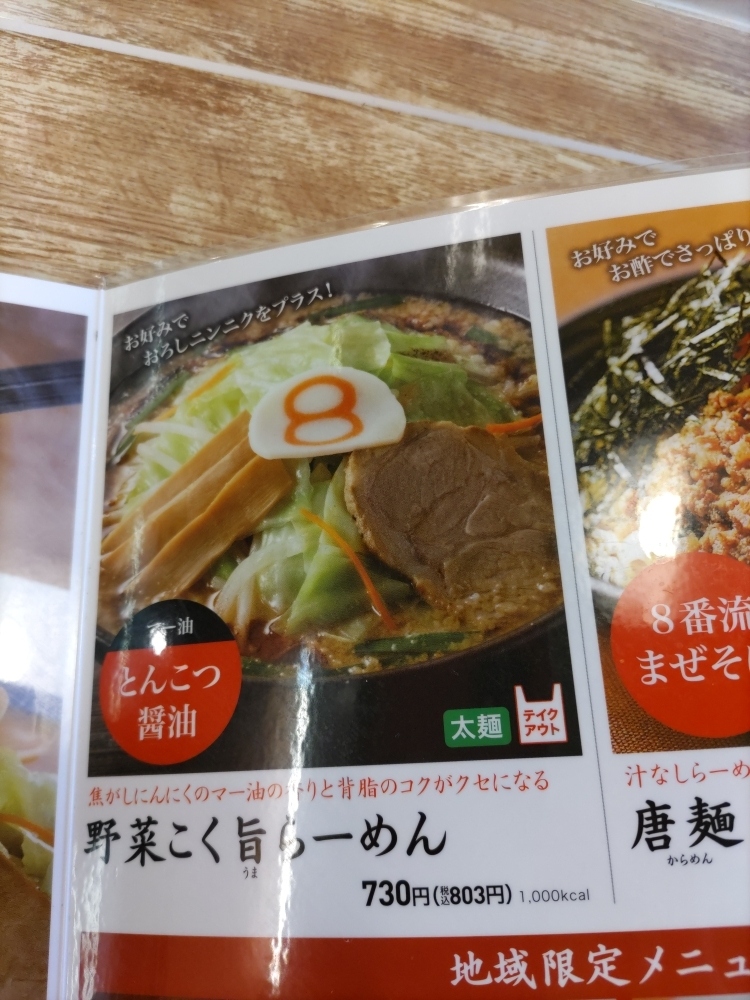 お好みで
おろしニンニクをプラス!
8
マー油
とんこつ
醤油
太麺
テイク
アウト
焦がしにんにくのマー油の香りと背脂のコクがクセになる
野菜こく旨らーめん
うま
730円(税込803円) 1,000kcal
お好みで
お酢でさっぱり
8番流
まぜそば
汁なしらーめ
唐麺
からめん
地域限定メニュ